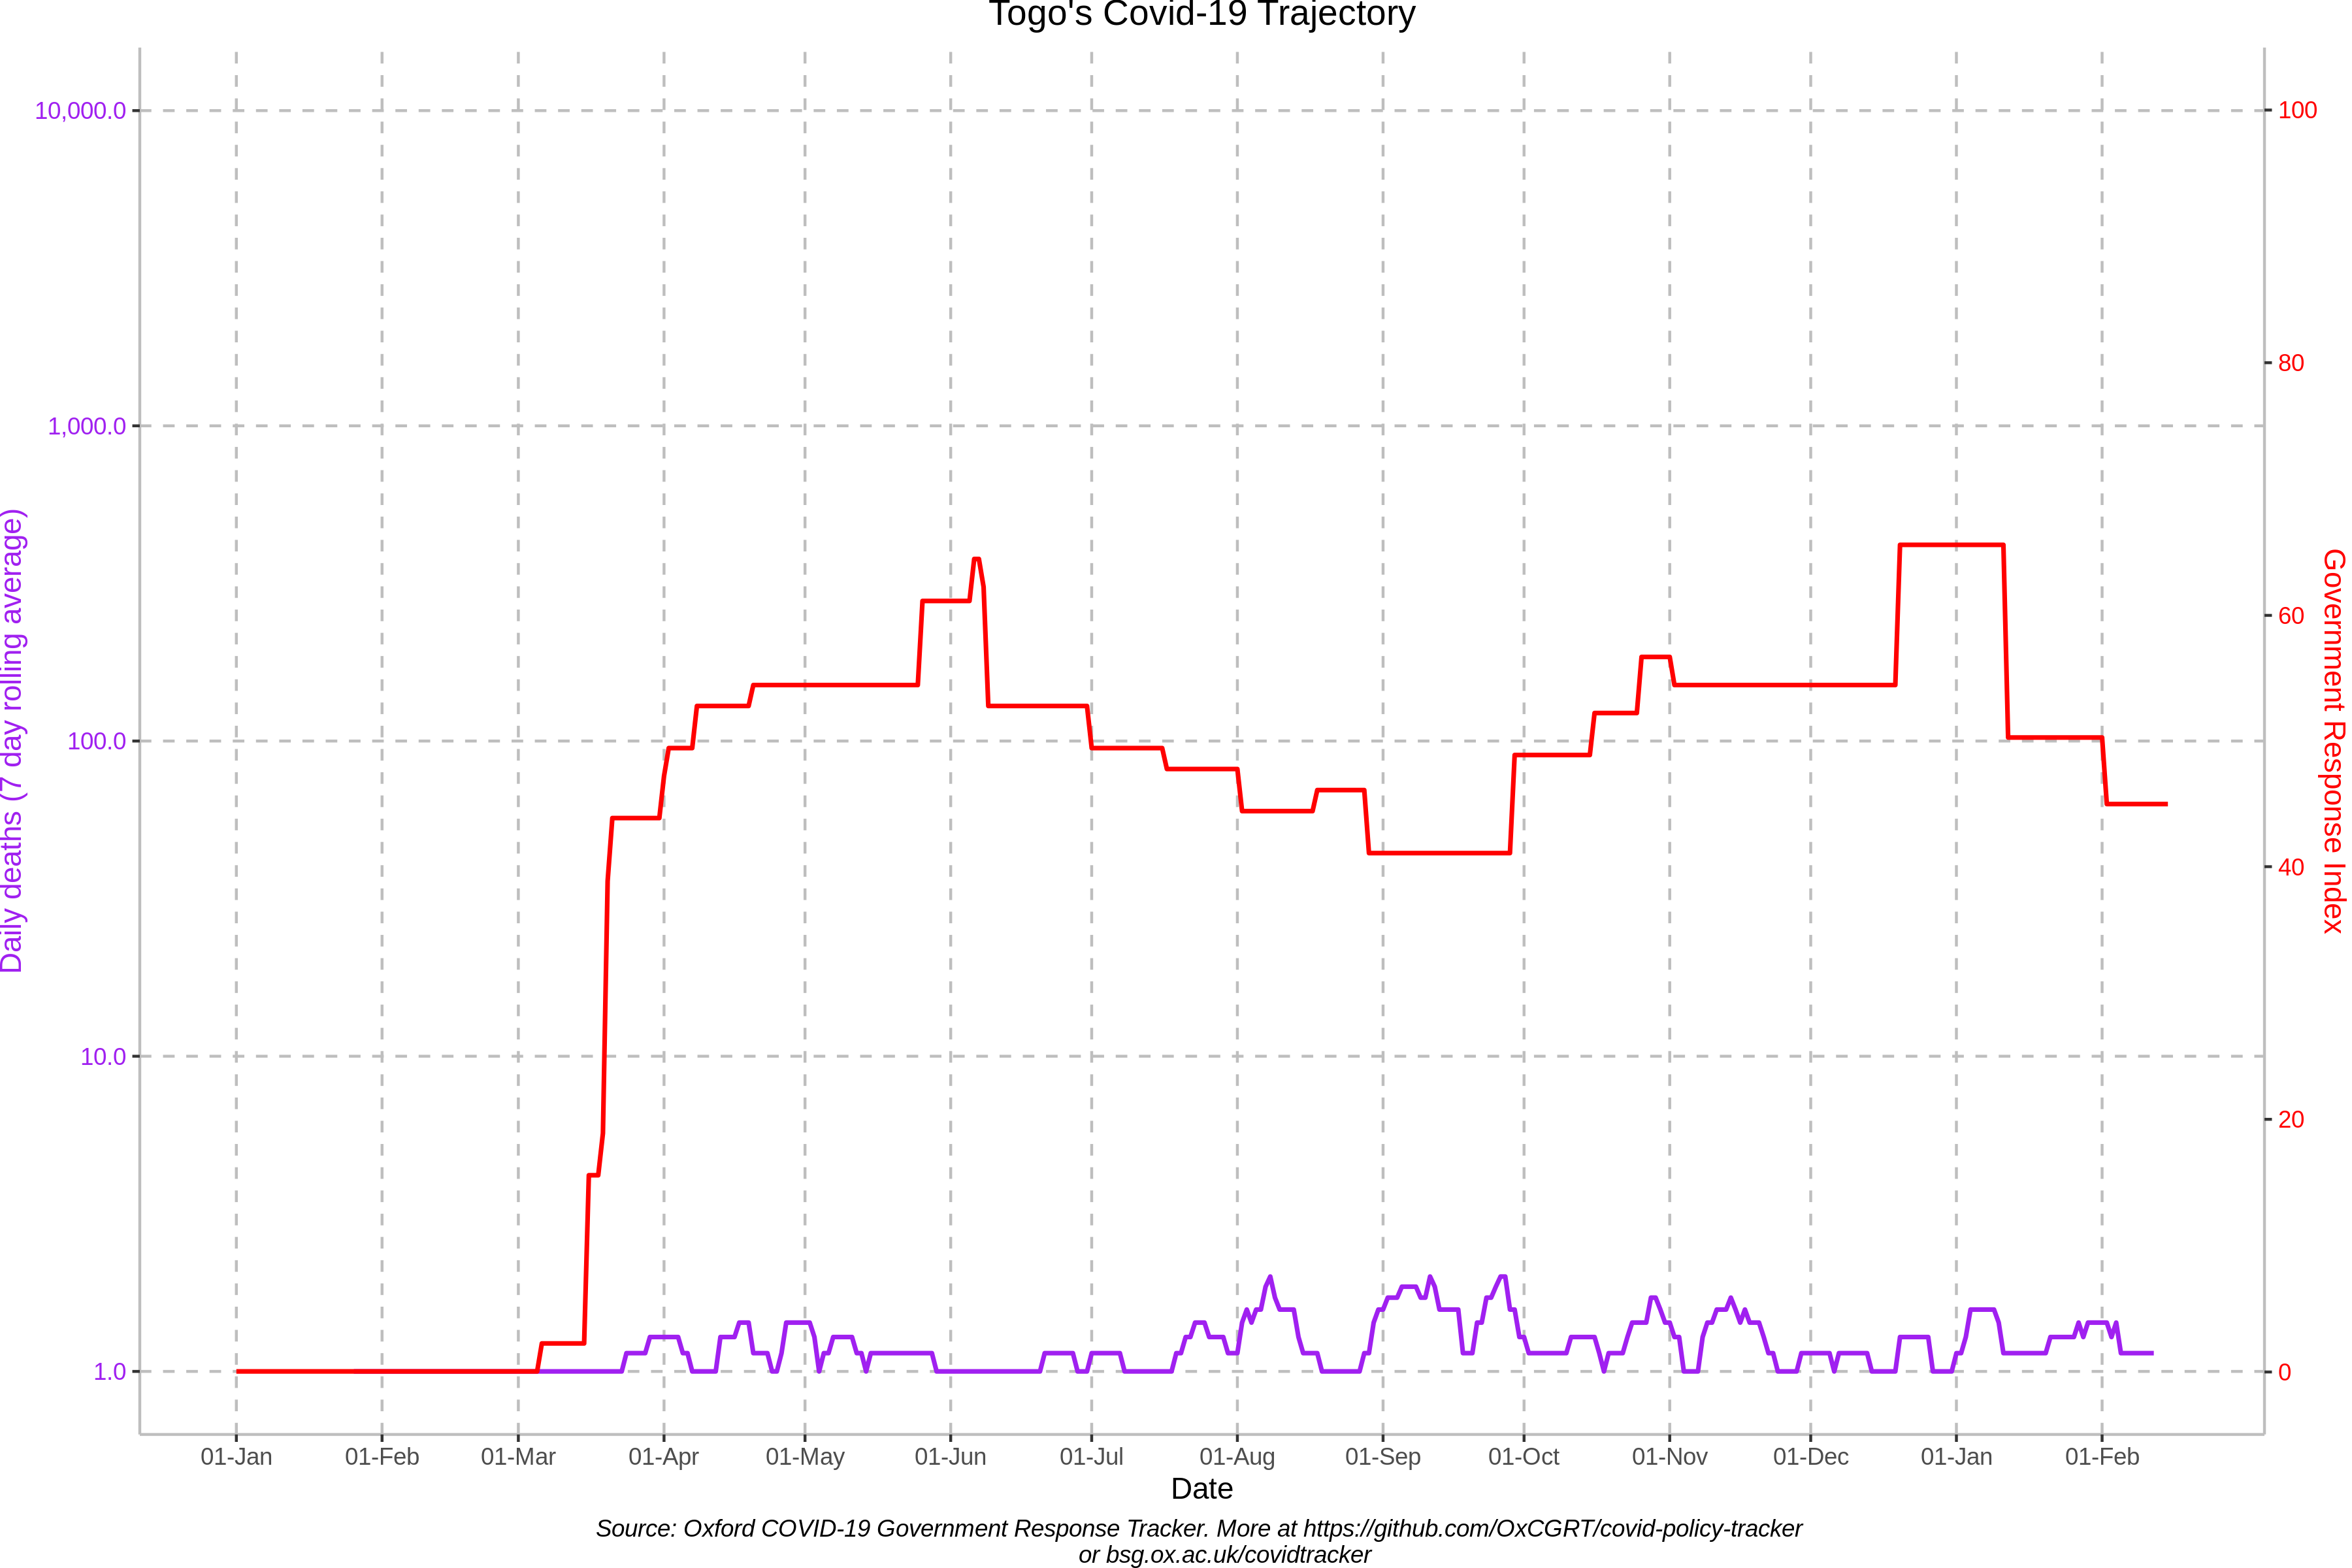 Togo's Covid-19 Trajectory
10,000.0
1,000.0
100.0
10.0
1.0
Daily deaths (7 day rolling average)
100
80
60
40
20
0
Government Response Index
01-Jan 01-Feb 01-Mar 01-Apr 01-May 01-Jun 01-Jul 01-Aug 01-Sep 01-Oct 01-Nov 01-Dec 01-Jan 01-Feb
Date
Source: Oxford COVID-19 Government Response Tracker. More at https://github.com/OxCGRT/covid-policy-tracker
or bsg.ox.ac.uk/covidtracker